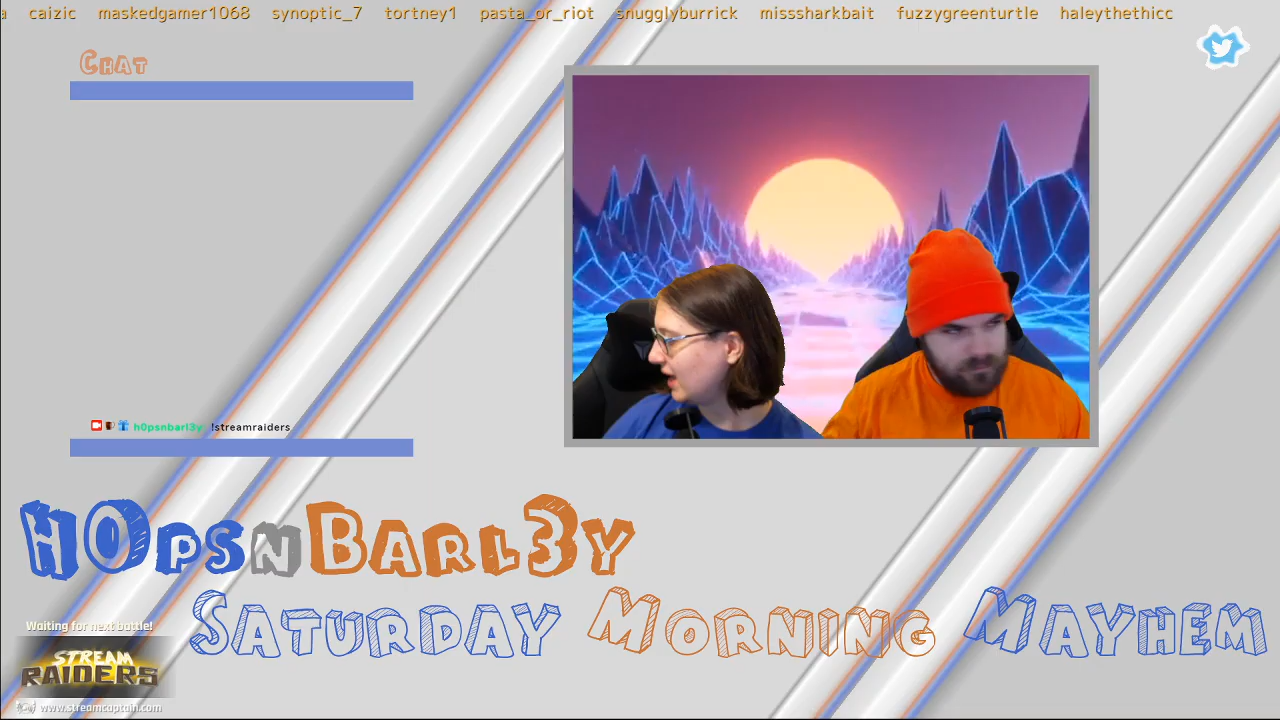 a caizic maskedgamer1068 synoptic_7 tortney1 pasta_or_riot snugglyburrick misssharkbait fuzzygreenturtle haleythethicc
Chat
h0psnbarl3y: !streamraiders
H0psnBarl3y
Saturday Morning Mayhem
Waiting for next battle!
STREAM
RAIDERS
www.streamcaptain.com